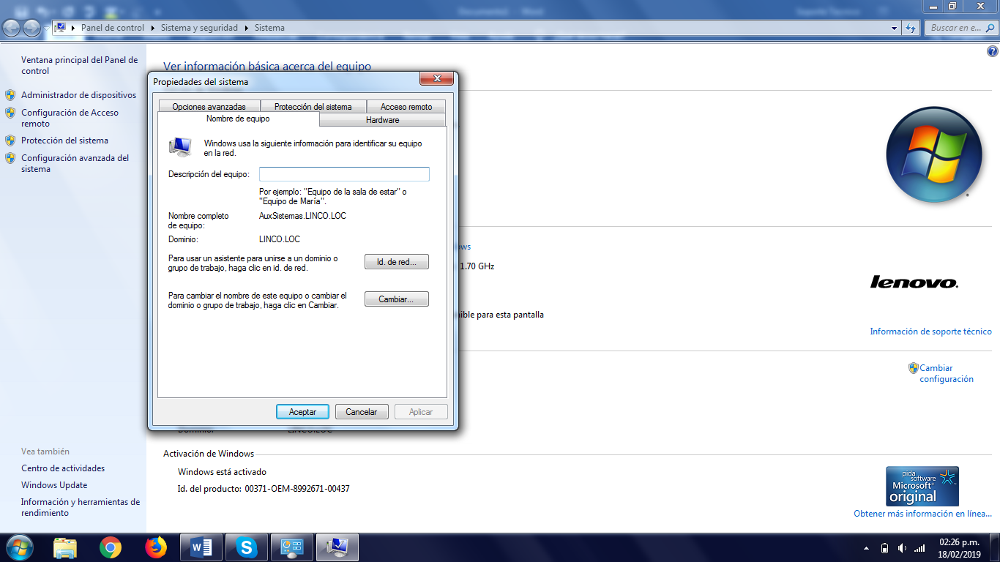 Panel de control
Sistema y seguridad
Sistema
Buscar en e...
Ventana principal del Panel de
control
Administrador de dispositivos
Configuración de Acceso
remoto
Protección del sistema
Configuración avanzada del
sistema
Vea también
Centro de actividades
Windows Update
Información y herramientas de
rendimiento
Ver información básica acerca del equipo
Propiedades del sistema
Opciones avanzadas
Protección del sistema
Acceso remoto
Nombre de equipo
Hardware
Windows usa la siguiente información para identificar su equipo
en la red.
Descripción del equipo:
Por ejemplo: "Equipo de la sala de estar" o
"Equipo de María".
Nombre completo
de equipo:
AuxSistemas.LINCO.LOC
Dominio:
LINCO.LOC
Para usar un asistente para unirse a un dominio o
grupo de trabajo, haga clic en id. de red.
Id. de red...
Para cambiar el nombre de este equipo o cambiar el
dominio o grupo de trabajo, haga clic en Cambiar.
Cambiar...
Aceptar
Cancelar
Aplicar
1.70 GHz
para esta pantalla
lenovo
Información de soporte técnico
Cambiar
configuración
Activación de Windows
Windows está activado
Id. del producto: 00371-OEM-8992671-00437
pida
software
Microsoft®
original
Obtener más información en línea...
02:26 p.m.
18/02/2019